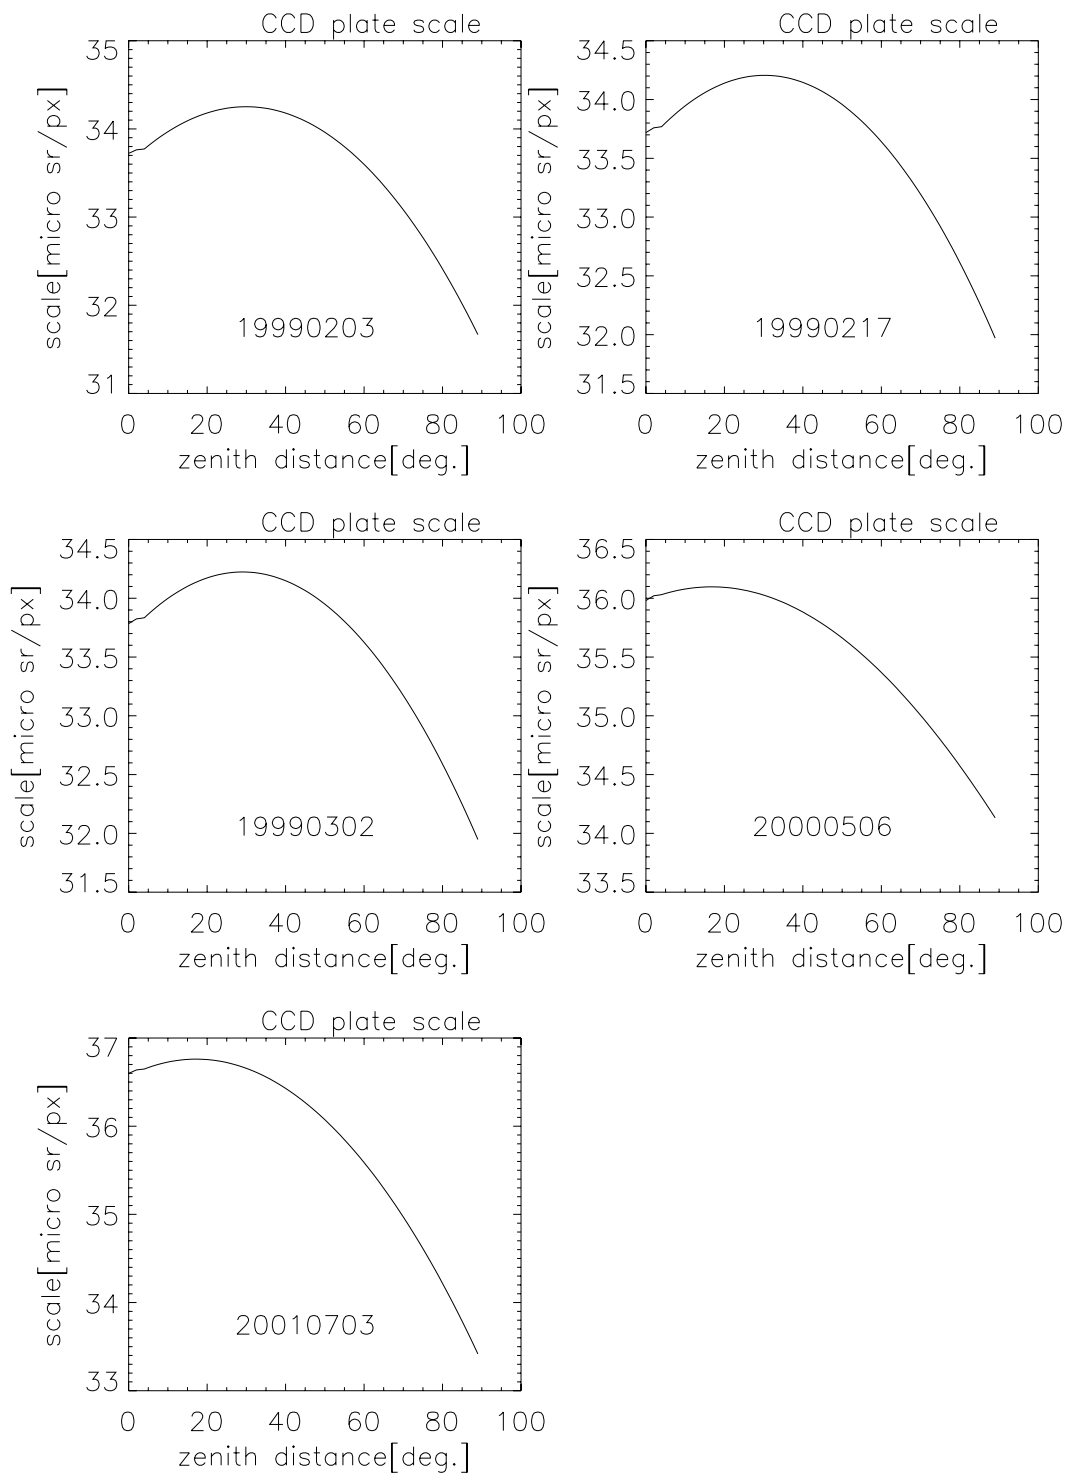 CCD plate scale
35
34
33
32
31
scale[micro sr/px]
19990203
0 20 40 60 80 100
zenith distance[deg.]
CCD plate scale
34.5
34.0
33.5
33.0
32.5
32.0
31.5
scale[micro sr/px]
19990217
0 20 40 60 80 100
zenith distance[deg.]
CCD plate scale
34.5
34.0
33.5
33.0
32.5
32.0
31.5
scale[micro sr/px]
19990302
0 20 40 60 80 100
zenith distance[deg.]
CCD plate scale
36.5
36.0
35.5
35.0
34.5
34.0
33.5
scale[micro sr/px]
20000506
0 20 40 60 80 100
zenith distance[deg.]
CCD plate scale
37
36
35
34
33
scale[micro sr/px]
20010703
0 20 40 60 80 100
zenith distance[deg.]